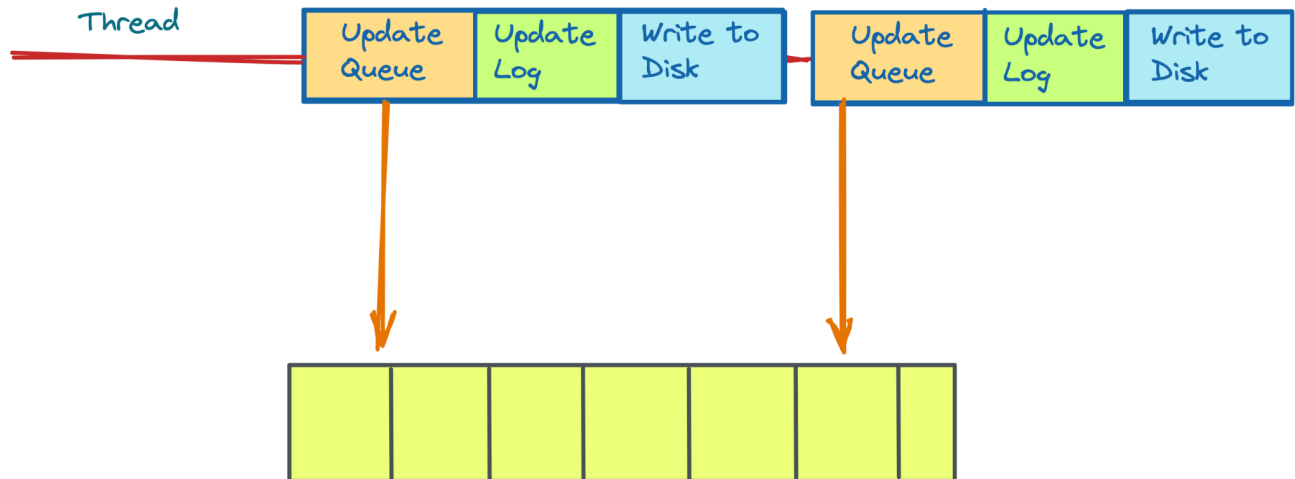 Thread
Update
Queue
Update
Log
Write to
Disk
Update
Queue
Update
Log
Write to
Disk